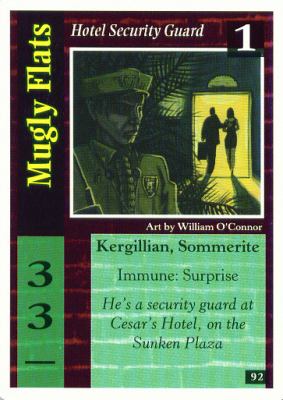 Hotel Security Guard
1
Mugly Flats
Art by William O'Connor
Kergillian, Sommerite
Immune: Surprise
He's a security guard at
Cesar's Hotel, on the
Sunken Plaza
3
3
—
92